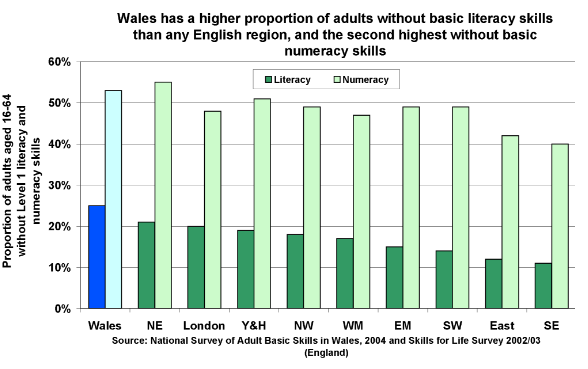 Wales has a higher proportion of adults without basic literacy skills
than any English region, and the second highest without basic
numeracy skills
Proportion of adults aged 16-64
without Level 1 literacy and
numeracy skills
60%
50%
40%
30%
20%
10%
0%
Literacy Numeracy
Wales NE London Y&H NW WM EM SW East SE
Source: National Survey of Adult Basic Skills in Wales, 2004 and Skills for Life Survey 2002/03
(England)